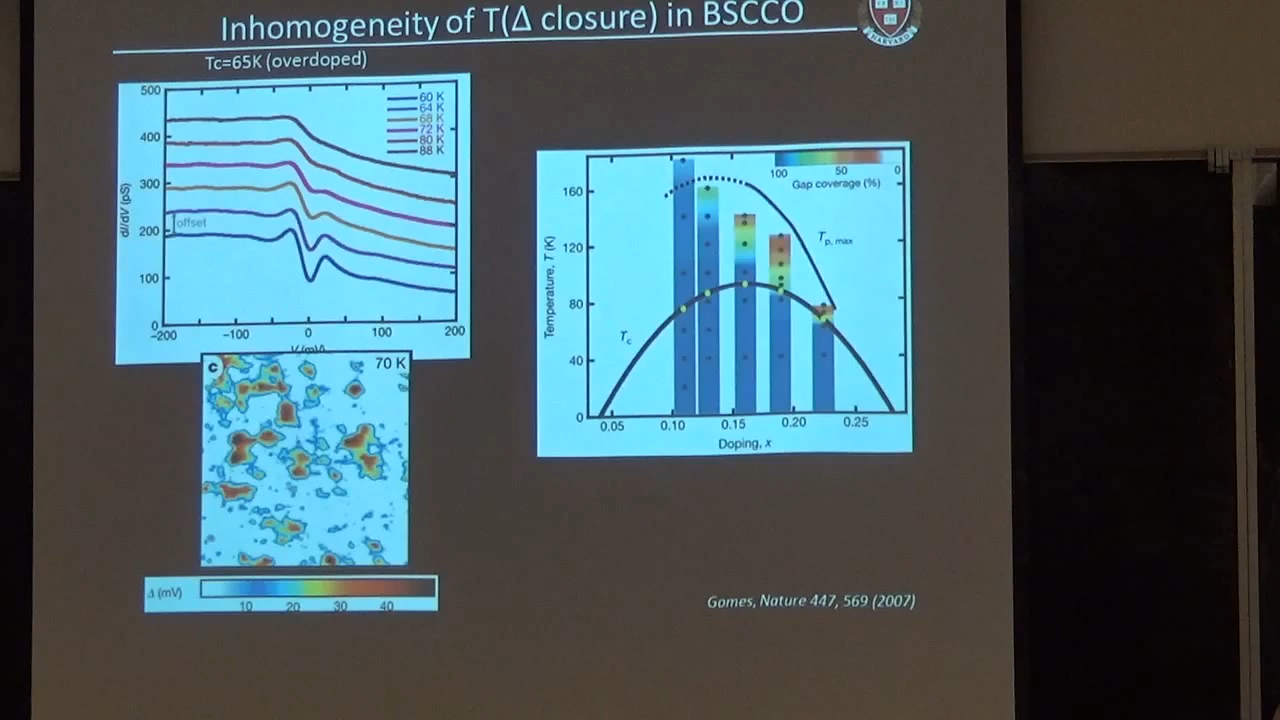 Inhomogeneity of T(Δ closure) in BSCCO
HARVARD
Tc=65K (overdoped)
500
400
300
200
100
0
dI/dV (pS)
60 K
64 K
68 K
72 K
80 K
88 K
offset
−200
−100
0
100
200
V (mV)
c
70 K
Δ (mV)
10
20
30
40
160
120
80
40
0
Temperature, T (K)
100
50
0
Gap coverage (%)
Tp, max
Tc
0.05
0.10
0.15
0.20
0.25
Doping, x
Gomes, Nature 447, 569 (2007)